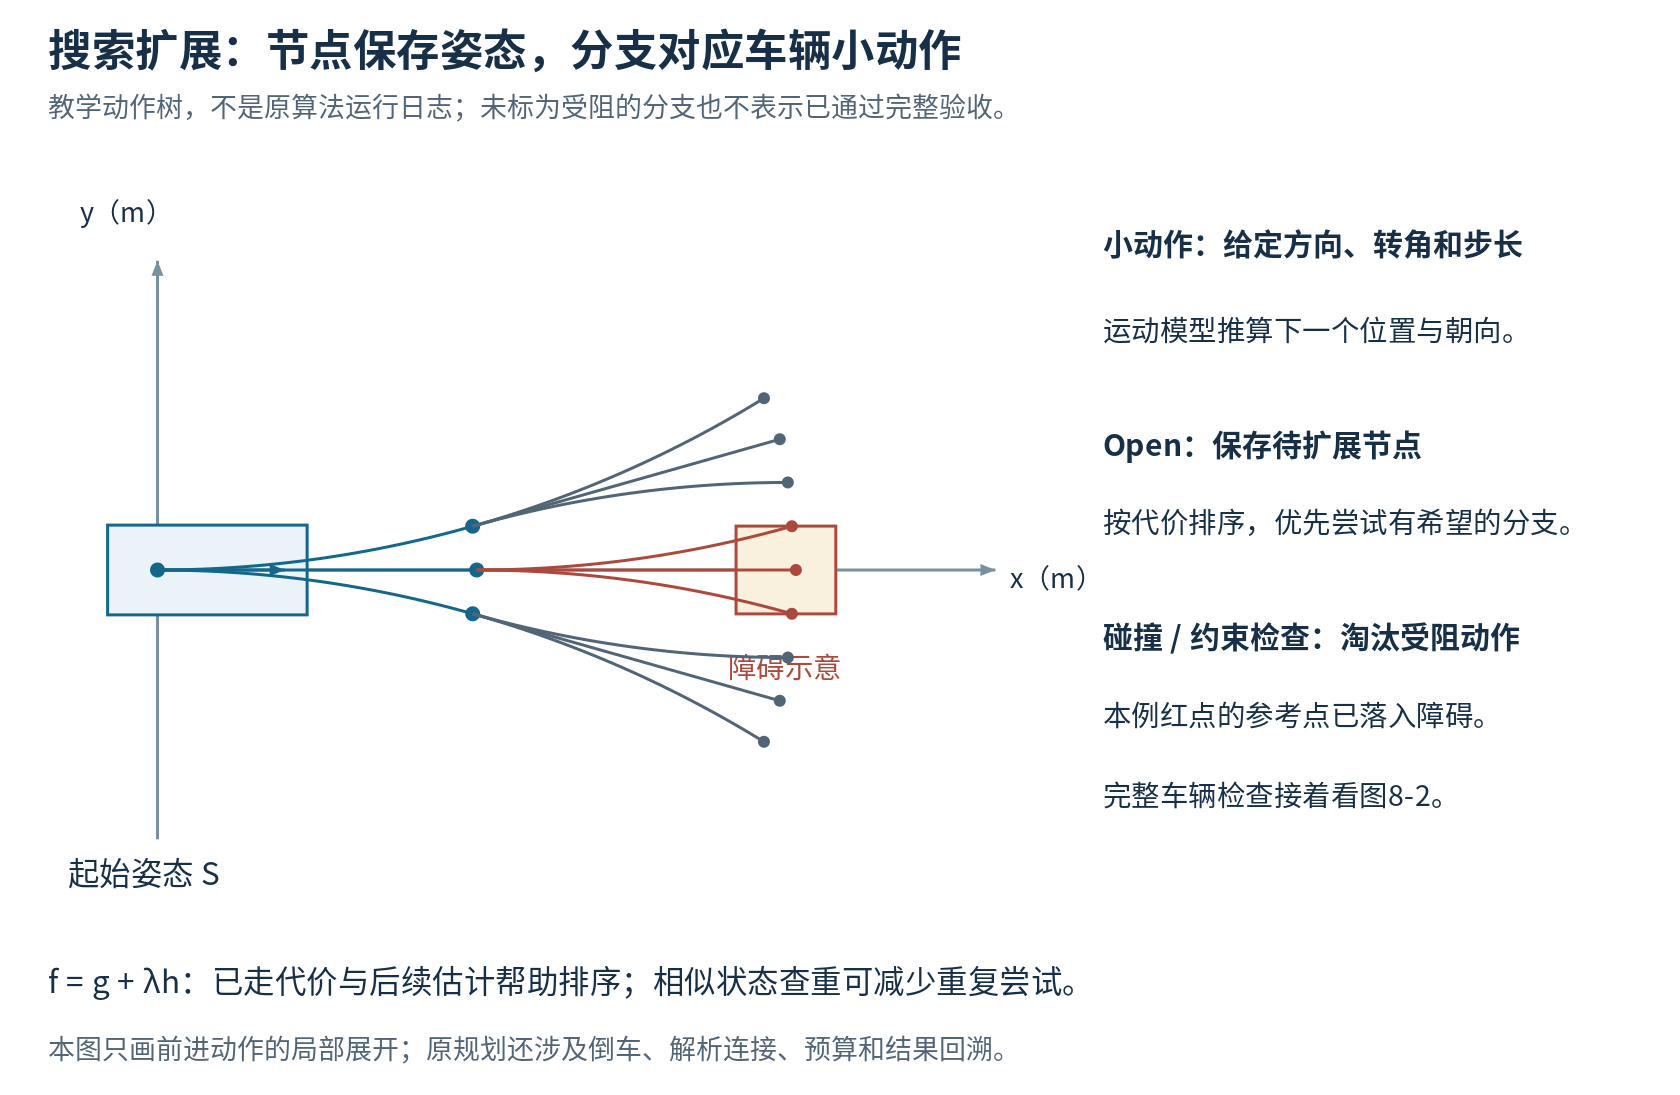 搜索扩展：节点保存姿态，分支对应车辆小动作
教学动作树，不是原算法运行日志；未标为受阻的分支也不表示已通过完整验收。
y（m）
小动作：给定方向、转角和步长
运动模型推算下一个位置与朝向。
Open：保存待扩展节点
按代价排序，优先尝试有希望的分支。
x（m）
碰撞 / 约束检查：淘汰受阻动作
障碍示意
本例红点的参考点已落入障碍。
完整车辆检查接着看图8-2。
起始姿态 S
f = g + λh：已走代价与后续估计帮助排序；相似状态查重可减少重复尝试。
本图只画前进动作的局部展开；原规划还涉及倒车、解析连接、预算和结果回溯。